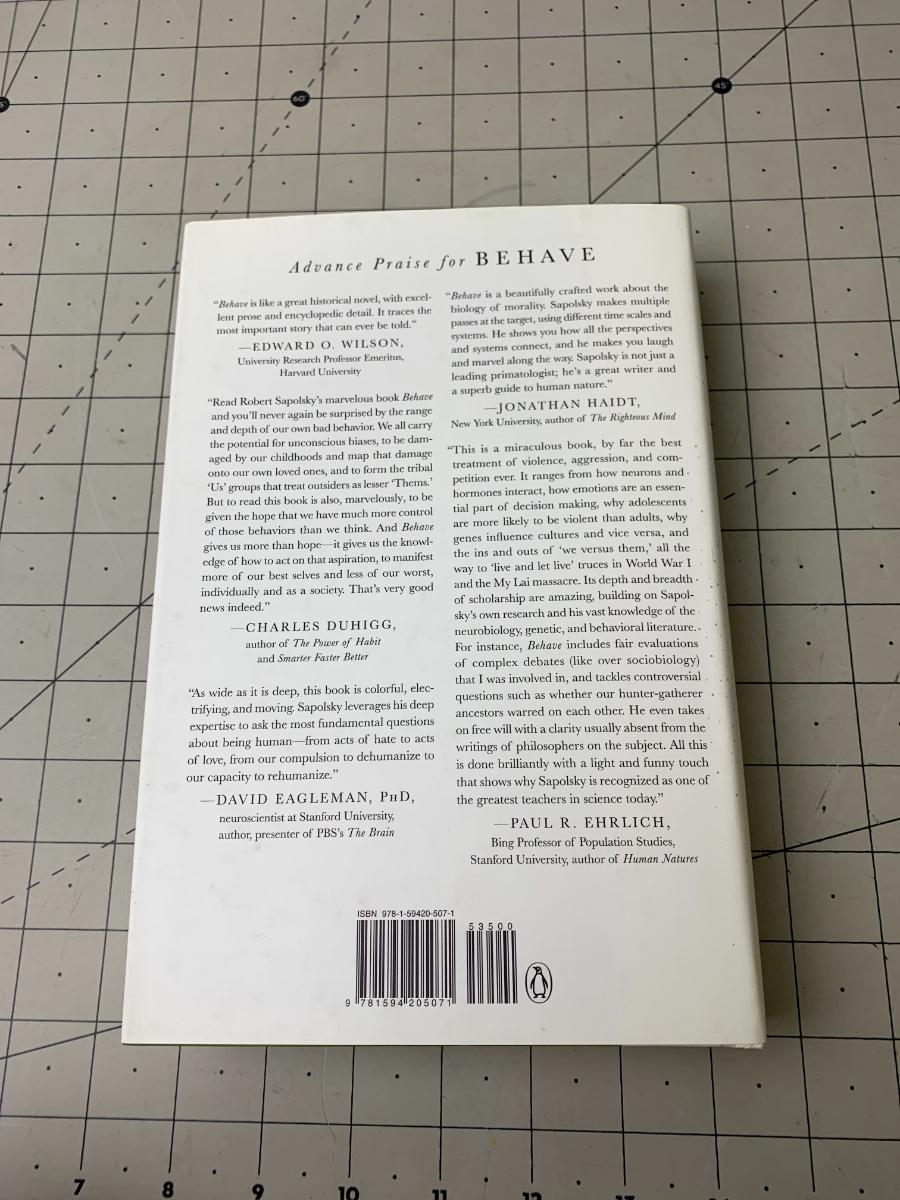 60°
45°
Advance Praise for BEHAVE
“Behave is like a great historical novel, with excel-
lent prose and encyclopedic detail. It traces the
most important story that can ever be told.”
—EDWARD O. WILSON,
University Research Professor Emeritus,
Harvard University
“Read Robert Sapolsky’s marvelous book Behave
and you’ll never again be surprised by the range
and depth of our own bad behavior. We all carry
the potential for unconscious biases, to be dam-
aged by our childhoods and map that damage
onto our own loved ones, and to form the tribal
‘Us’ groups that treat outsiders as lesser ‘Thems.’
But to read this book is also, marvelously, to be
given the hope that we have much more control
of those behaviors than we think. And Behave
gives us more than hope—it gives us the knowl-
edge of how to act on that aspiration, to manifest
more of our best selves and less of our worst,
individually and as a society. That’s very good
news indeed.”
—CHARLES DUHIGG,
author of The Power of Habit
and Smarter Faster Better
“As wide as it is deep, this book is colorful, elec-
trifying, and moving. Sapolsky leverages his deep
expertise to ask the most fundamental questions
about being human—from acts of hate to acts
of love, from our compulsion to dehumanize to
our capacity to rehumanize.”
—DAVID EAGLEMAN, PHD,
neuroscientist at Stanford University,
author, presenter of PBS’s The Brain
“Behave is a beautifully crafted work about the
biology of morality. Sapolsky makes multiple
passes at the target, using different time scales and
systems. He shows you how all the perspectives
and systems connect, and he makes you laugh
and marvel along the way. Sapolsky is not just a
leading primatologist; he’s a great writer and
a superb guide to human nature.”
—JONATHAN HAIDT,
New York University, author of The Righteous Mind
“This is a miraculous book, by far the best
treatment of violence, aggression, and com-
petition ever. It ranges from how neurons and
hormones interact, how emotions are an essen-
tial part of decision making, why adolescents
are more likely to be violent than adults, why
genes influence cultures and vice versa, and
the ins and outs of ‘we versus them,’ all the
way to ‘live and let live’ truces in World War I
and the My Lai massacre. Its depth and breadth
of scholarship are amazing, building on Sapol-
sky’s own research and his vast knowledge of the
neurobiology, genetic, and behavioral literature.
For instance, Behave includes fair evaluations
of complex debates (like over sociobiology)
that I was involved in, and tackles controversial
questions such as whether our hunter-gatherer
ancestors warred on each other. He even takes
on free will with a clarity usually absent from the
writings of philosophers on the subject. All this
is done brilliantly with a light and funny touch
that shows why Sapolsky is recognized as one of
the greatest teachers in science today.”
—PAUL R. EHRLICH,
Bing Professor of Population Studies,
Stanford University, author of Human Natures
ISBN 978-1-59420-507-1
53500
9 781594 205071
7 8 9 10 11 12 13